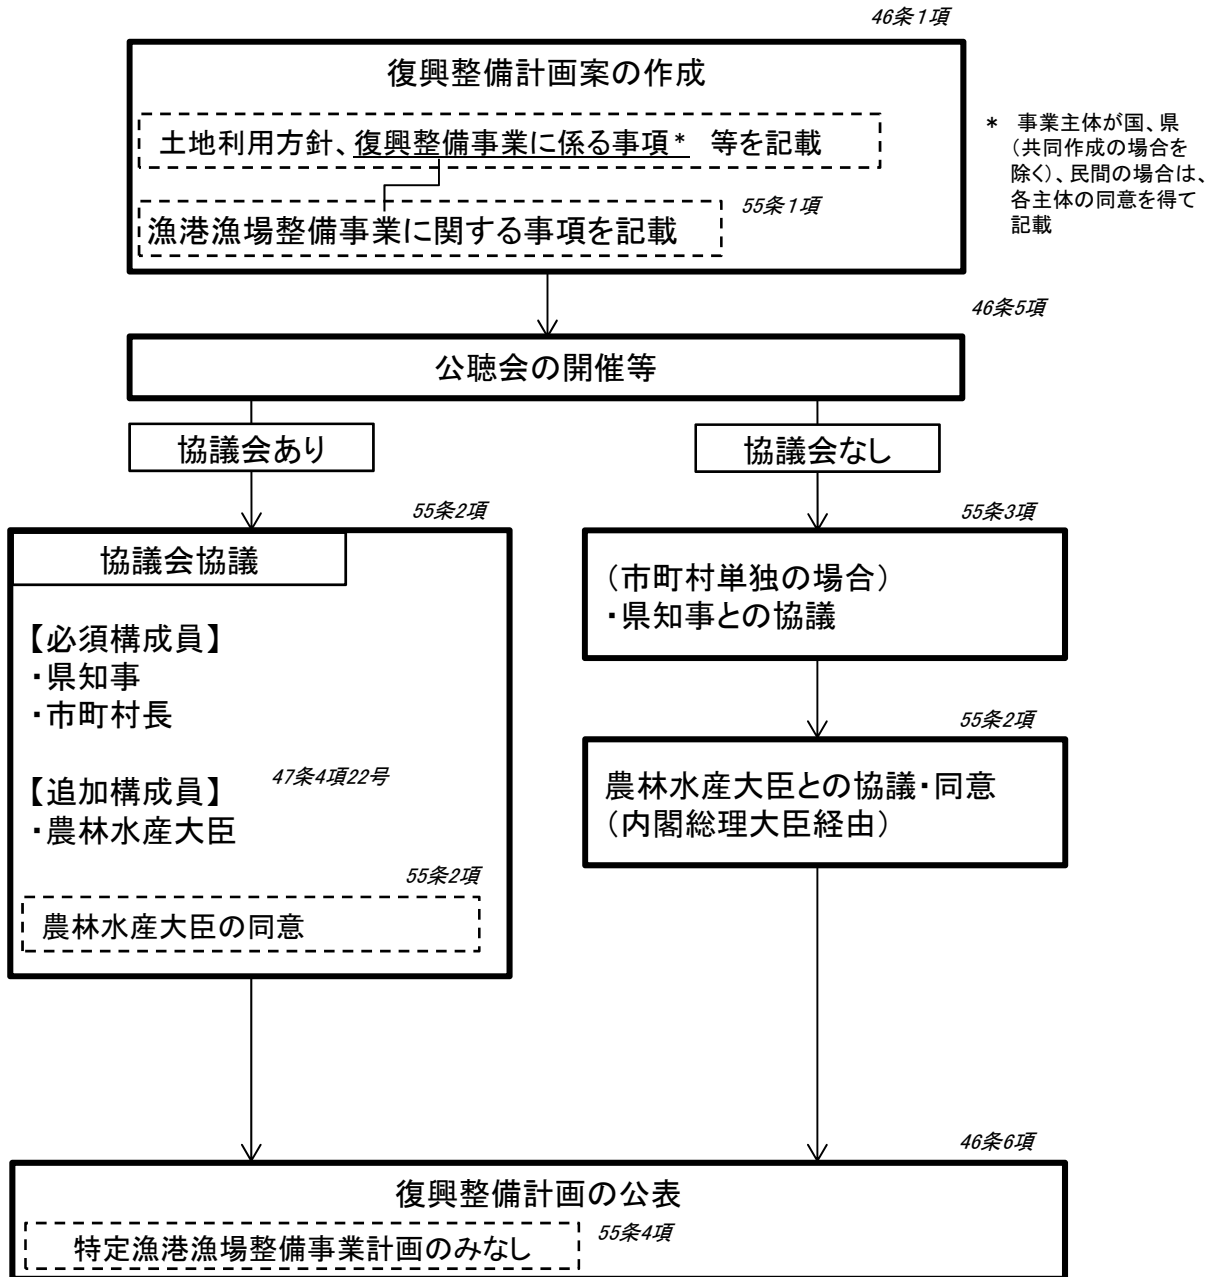 46条1項
復興整備計画案の作成
土地利用方針、復興整備事業に係る事項* 等を記載
55条1項
漁港漁場整備事業に関する事項を記載
* 事業主体が国、県
(共同作成の場合を
除く)、民間の場合は、
各主体の同意を得て
記載
46条5項
公聴会の開催等
協議会あり
協議会なし
55条2項
協議会協議
【必須構成員】
・県知事
・市町村長
【追加構成員】
47条4項22号
・農林水産大臣
55条2項
農林水産大臣の同意
55条3項
(市町村単独の場合)
・県知事との協議
55条2項
農林水産大臣との協議・同意
(内閣総理大臣経由)
46条6項
復興整備計画の公表
特定漁港漁場整備事業計画のみなし
55条4項